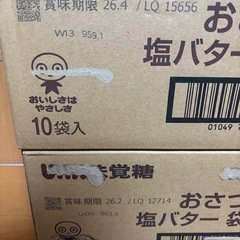 賞味期限 26.4 / LQ 15656
おさ
W13 959.1
塩バター
おいしさは
やさしさ
10袋入
01049
UHA味覚糖
賞味期限 26.2 / LQ 12714
おさつ
塩バター 袋